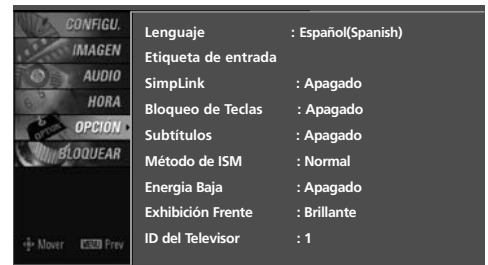 CONFIGU.
IMAGEN
AUDIO
HORA
OPCION
BLOQUEAR
Mover MENU Prev
Lenguaje : Español(Spanish)
Etiqueta de entrada
SimpLink : Apagado
Bloqueo de Teclas : Apagado
Subtítulos : Apagado
Método de ISM : Normal
Energia Baja : Apagado
Exhibición Frente : Brillante
ID del Televisor : 1